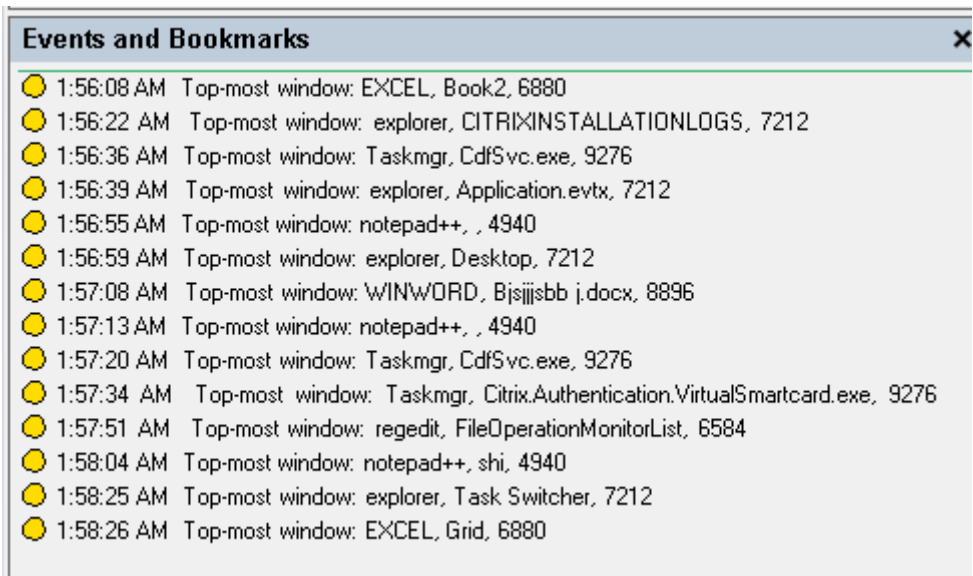 Events and Bookmarks
1:56:08 AM Top-most window: EXCEL, Book2, 6880
1:56:22 AM Top-most window: explorer, CITRIXINSTALLATIONLOGS, 7212
1:56:36 AM Top-most window: Taskmgr, CdfSvc.exe, 9276
1:56:39 AM Top-most window: explorer, Application.evtx, 7212
1:56:55 AM Top-most window: notepad++, , 4940
1:56:59 AM Top-most window: explorer, Desktop, 7212
1:57:08 AM Top-most window: WINWORD, Bjsjjjsbb j.docx, 8896
1:57:13 AM Top-most window: notepad++, , 4940
1:57:20 AM Top-most window: Taskmgr, CdfSvc.exe, 9276
1:57:34 AM Top-most window: Taskmgr, Citrix.Authentication.VirtualSmartcard.exe, 9276
1:57:51 AM Top-most window: regedit, FileOperationMonitorList, 6584
1:58:04 AM Top-most window: notepad++, shi, 4940
1:58:25 AM Top-most window: explorer, Task Switcher, 7212
1:58:26 AM Top-most window: EXCEL, Grid, 6880